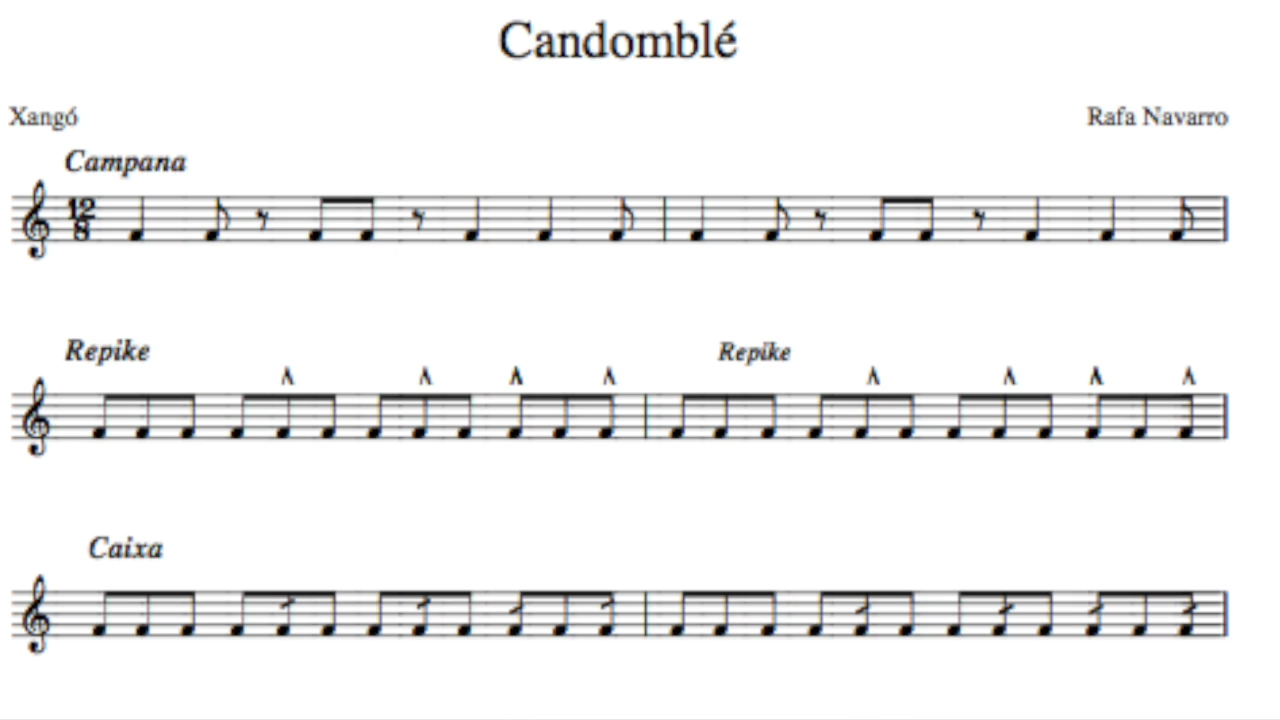 Candomblé
Xangó
Rafa Navarro
Campana
12
8
Repike
Repike
Caixa